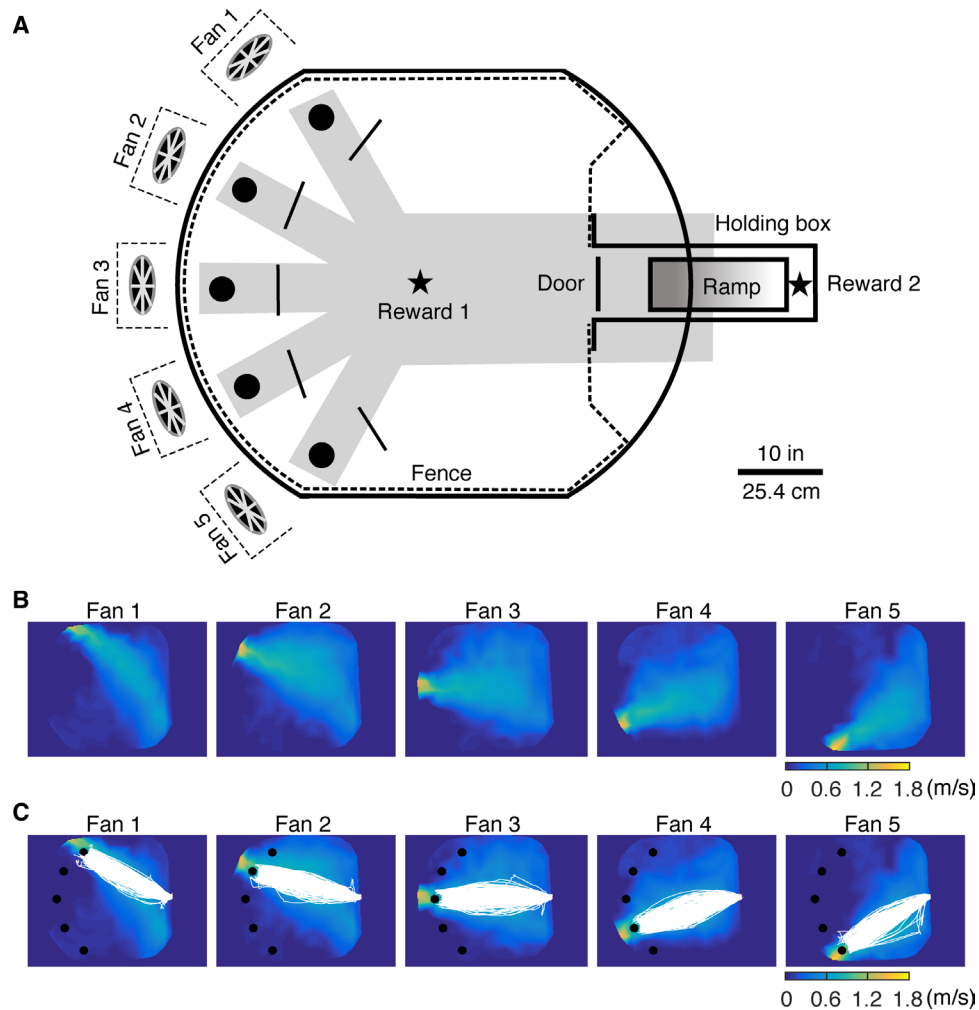 A
Fan 1
Fan 2
Fan 3
Fan 4
Fan 5
Holding box
Door
Ramp
Reward 2
Reward 1
Fence
10 in
25.4 cm
B
Fan 1 Fan 2 Fan 3 Fan 4 Fan 5
0 0.6 1.2 1.8 (m/s)
C
Fan 1 Fan 2 Fan 3 Fan 4 Fan 5
0 0.6 1.2 1.8 (m/s)